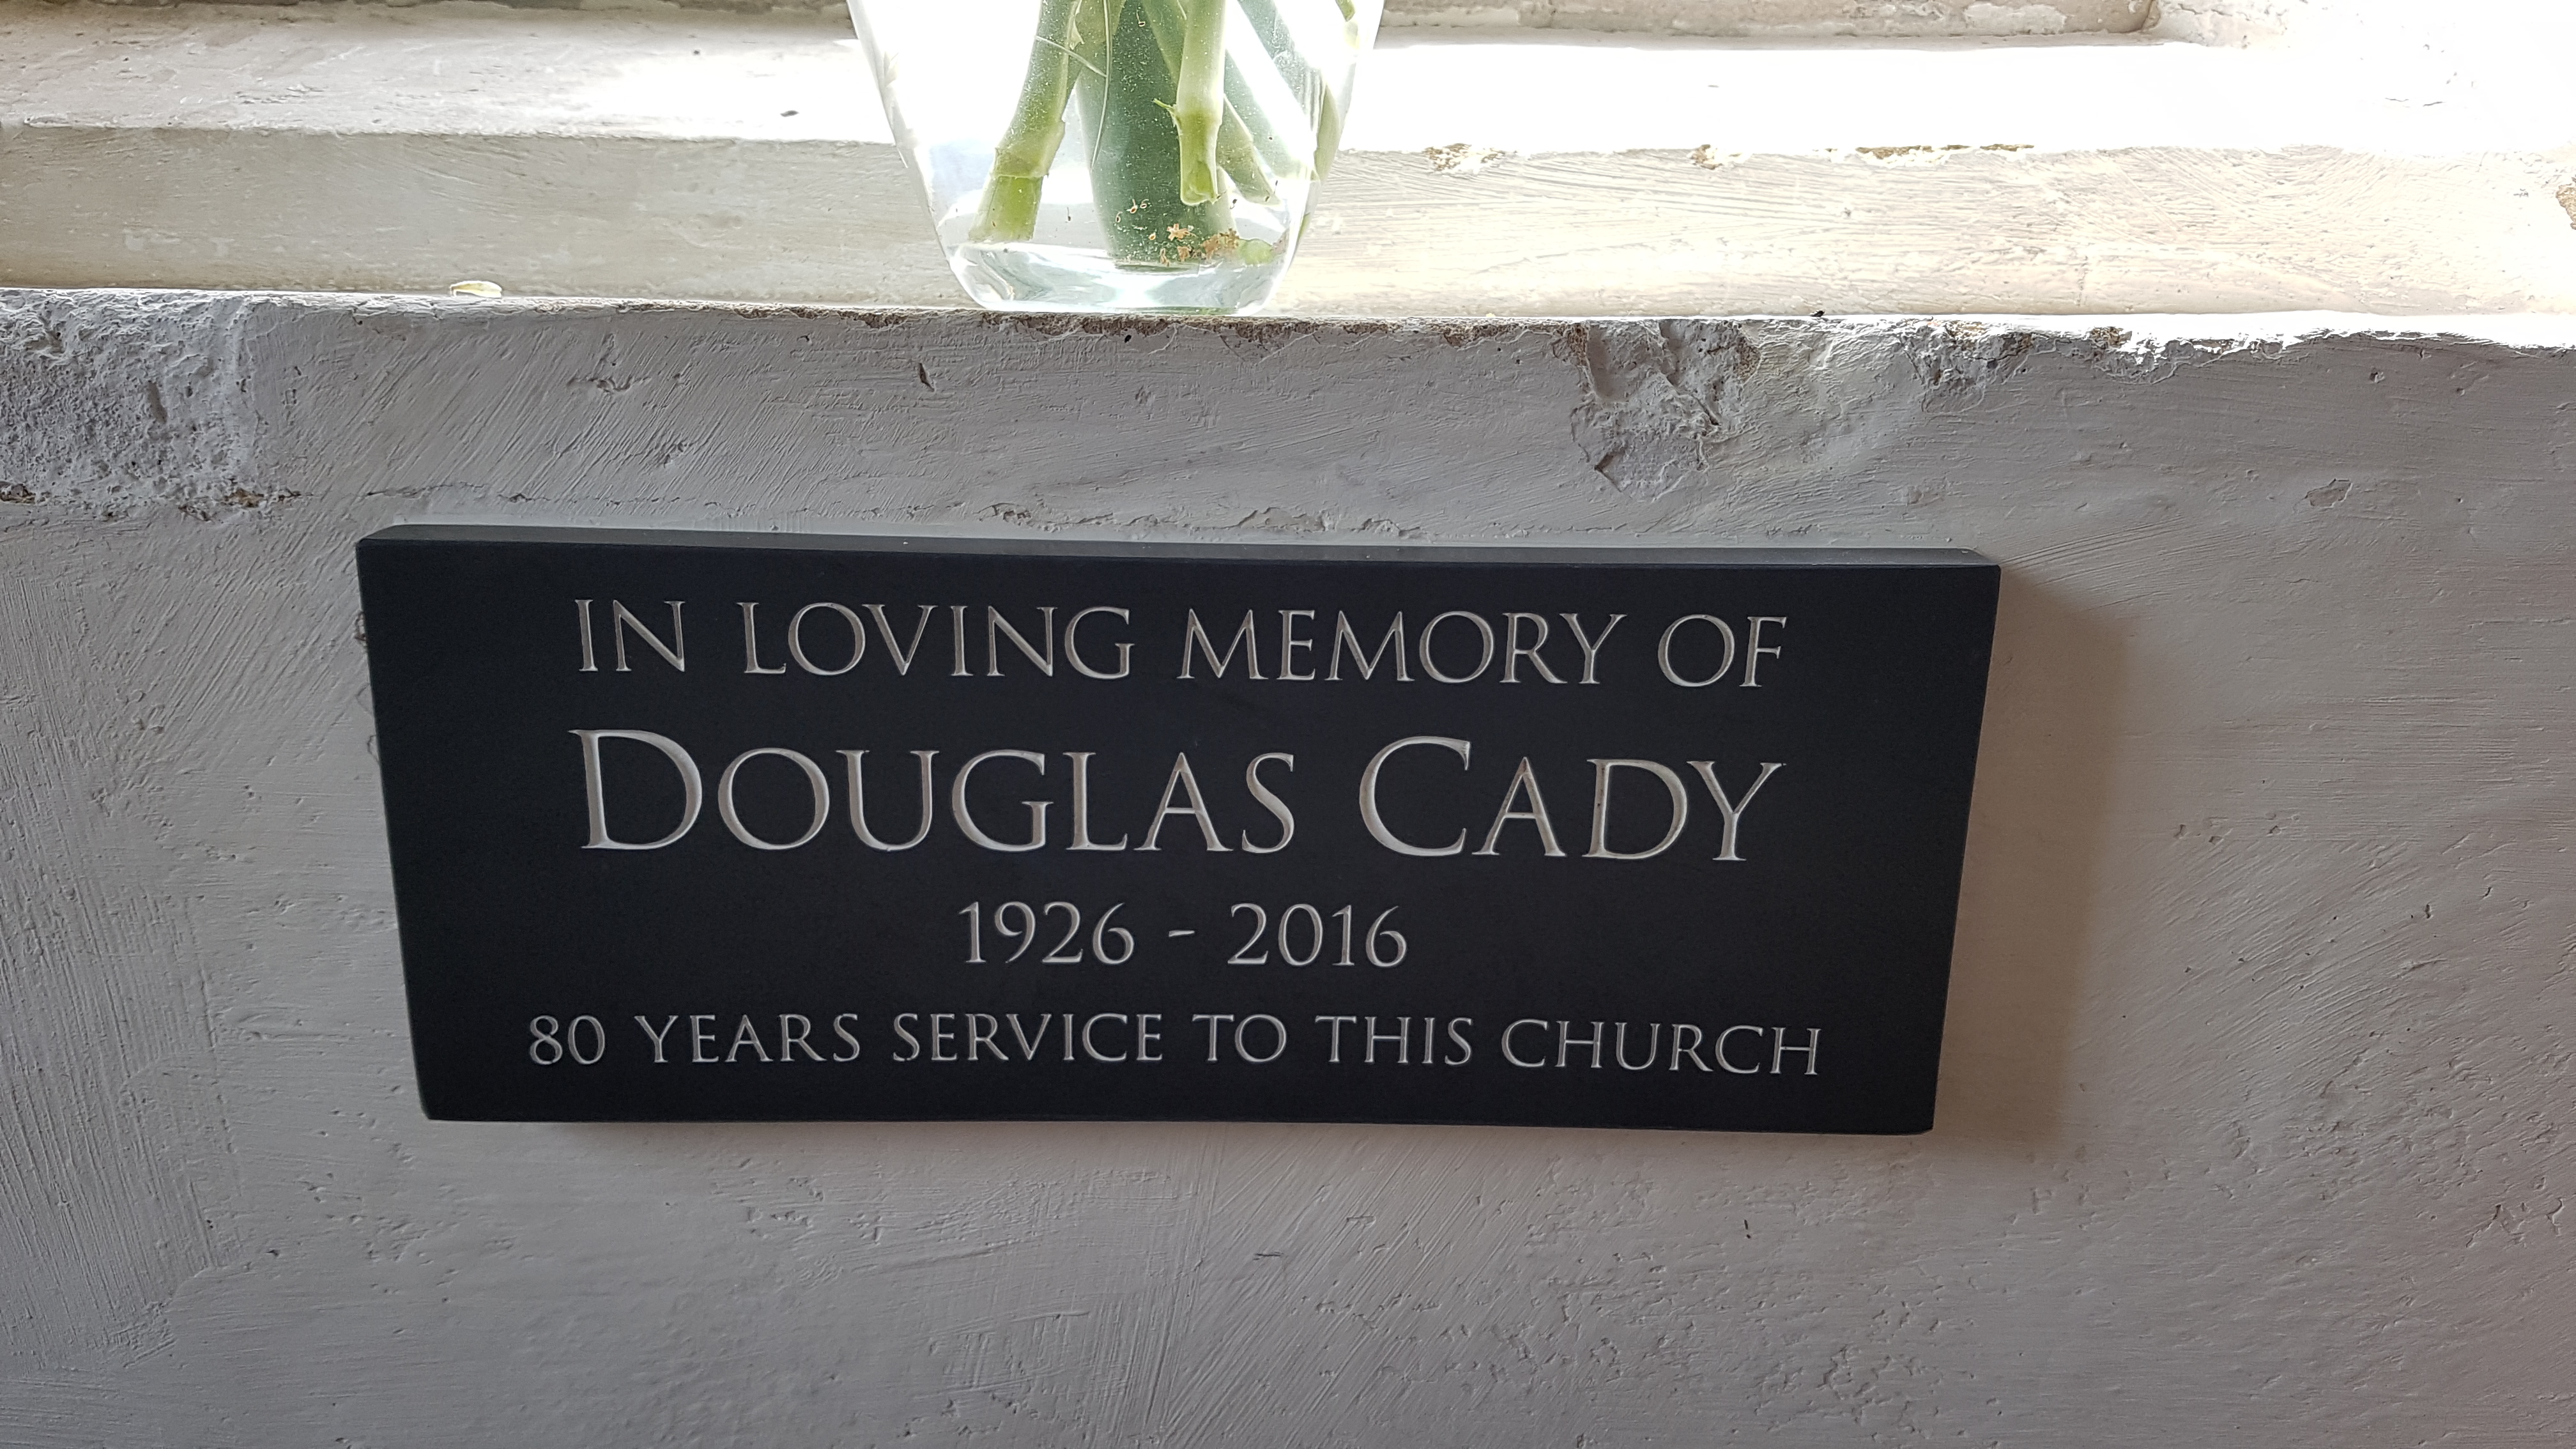 IN LOVING MEMORY OF
DOUGLAS CADY
1926 - 2016
80 YEARS SERVICE TO THIS CHURCH